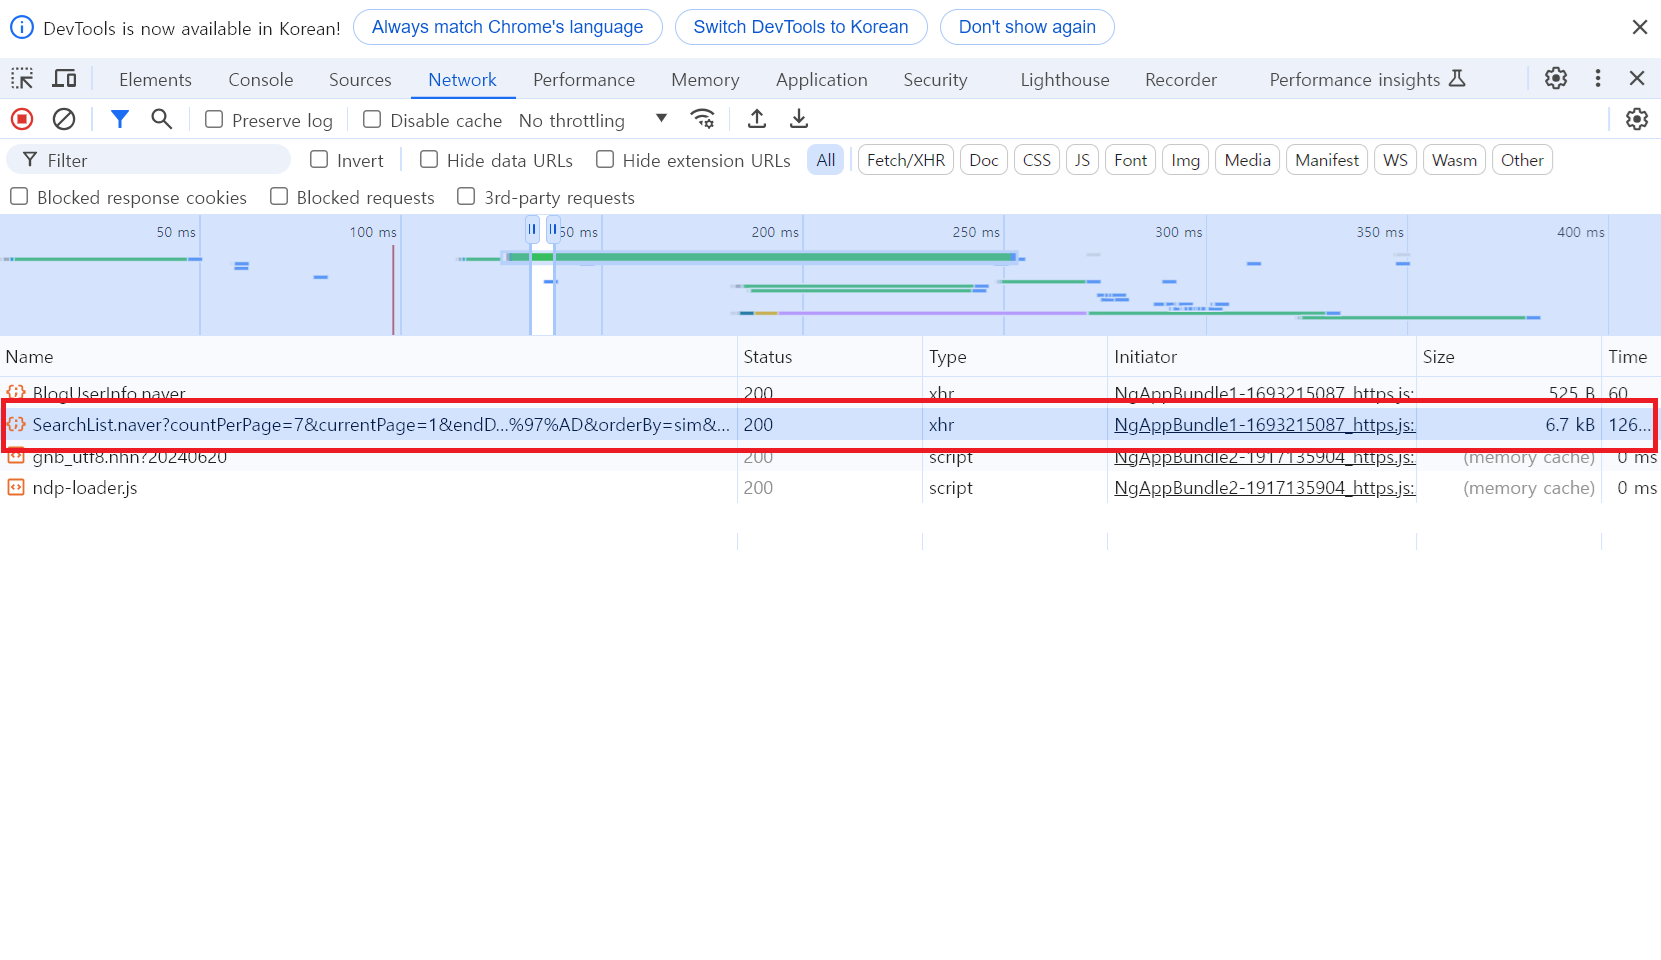 DevTools is now available in Korean! Always match Chrome's language Switch DevTools to Korean Don't show again
Elements Console Sources Network Performance Memory Application Security Lighthouse Recorder Performance insights
Preserve log Disable cache No throttling
Filter Invert Hide data URLs Hide extension URLs All Fetch/XHR Doc CSS JS Font Img Media Manifest WS Wasm Other
Blocked response cookies Blocked requests 3rd-party requests
50 ms 100 ms 50 ms 200 ms 250 ms 300 ms 350 ms 400 ms
Name Status Type Initiator Size Time
BlogUserInfo.naver 200 xhr NgAppBundle1-1693215087_https.js: 525 B 60
SearchList.naver?countPerPage=7&currentPage=1&endD...%97%AD&orderBy=sim&... 200 xhr NgAppBundle1-1693215087_https.js: 6.7 kB 126...
gnb_utf8.nhn?20240620 200 script NgAppBundle2-1917135904_https.js: (memory cache) 0 ms
ndp-loader.js 200 script NgAppBundle2-1917135904_https.js: (memory cache) 0 ms